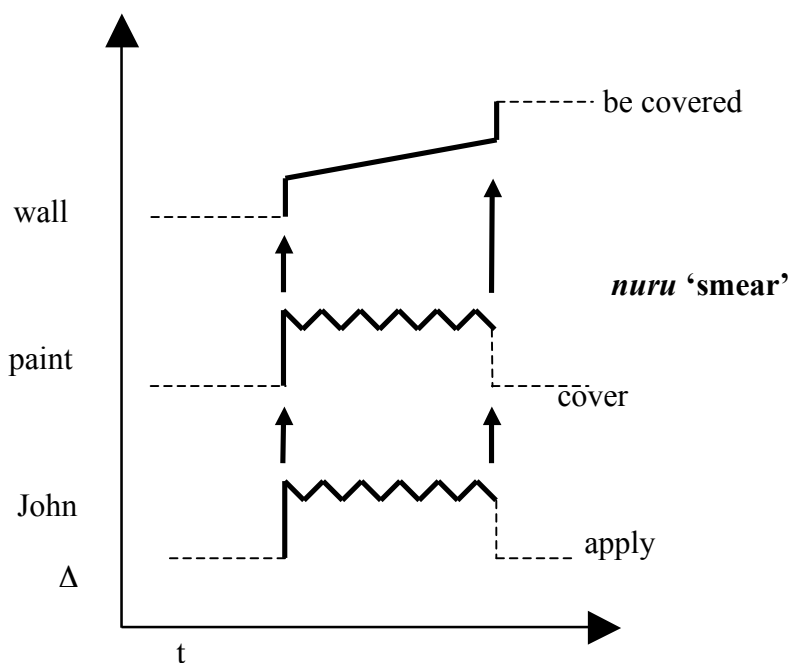 be covered
wall
nuru ‘smear’
paint
cover
John
apply
Δ
t